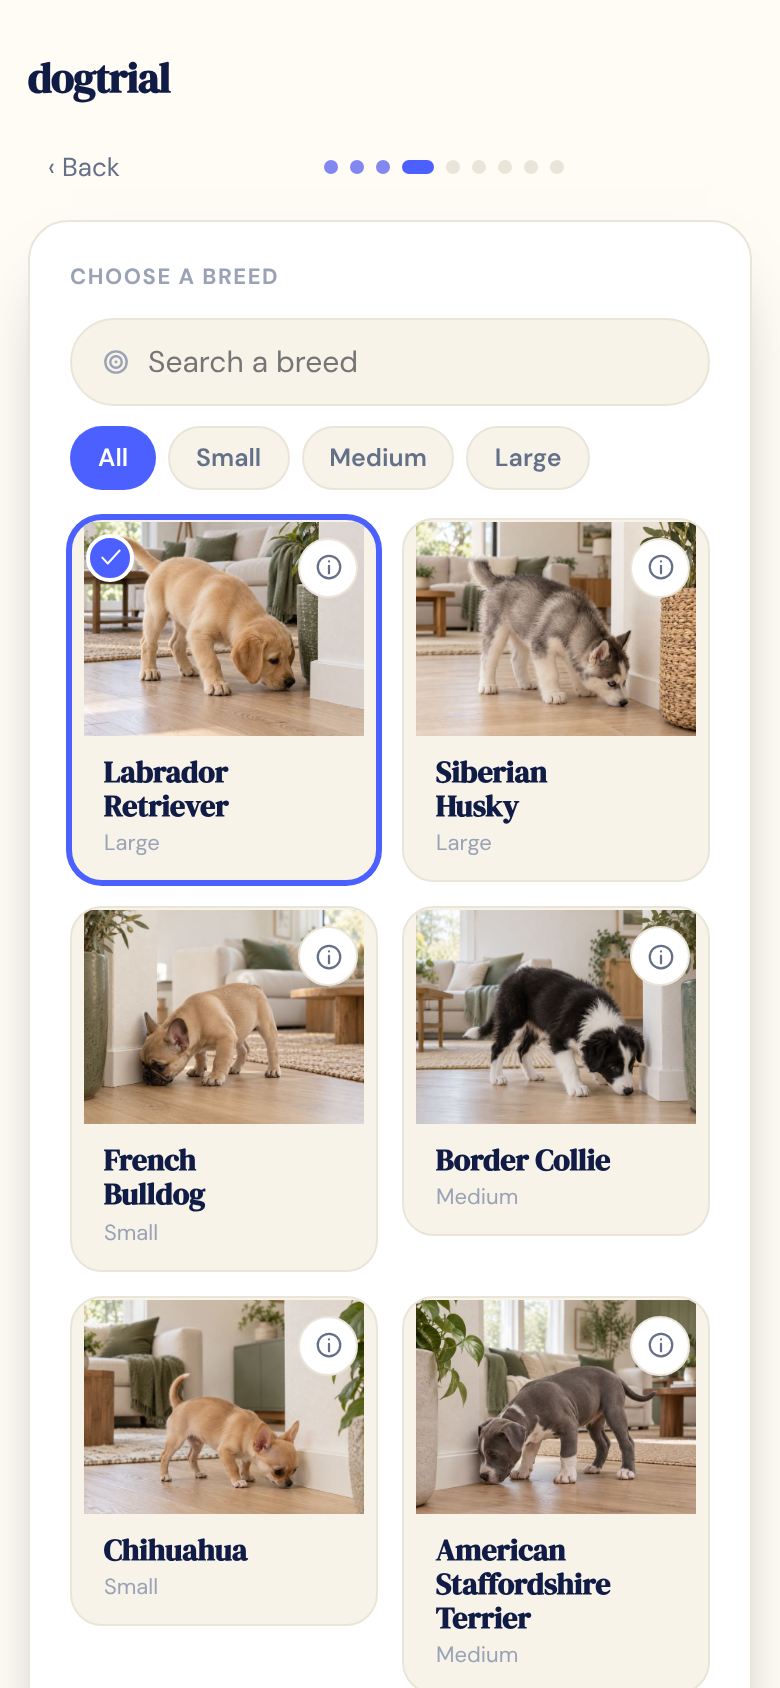 dogtrial
‹ Back
CHOOSE A BREED
Search a breed
All
Small
Medium
Large
Labrador
Retriever
Large
Siberian
Husky
Large
French
Bulldog
Small
Border Collie
Medium
Chihuahua
Small
American
Staffordshire
Terrier
Medium